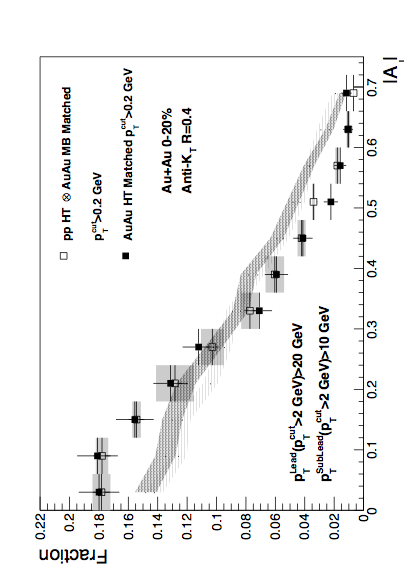 Fraction
0.22
0.2
0.18
0.16
0.14
0.12
0.1
0.08
0.06
0.04
0.02
0
0.1
0.2
0.3
0.4
0.5
0.6
0.7
|A
pp HT ⊗ AuAu MB Matched
p_T^cut>0.2 GeV
AuAu HT Matched p_T^cut>0.2 GeV
Au+Au 0-20%
Anti-K_T R=0.4
p_T^Lead(p_T^cut>2 GeV)>20 GeV
p_T^SubLead(p_T^cut>2 GeV)>10 GeV